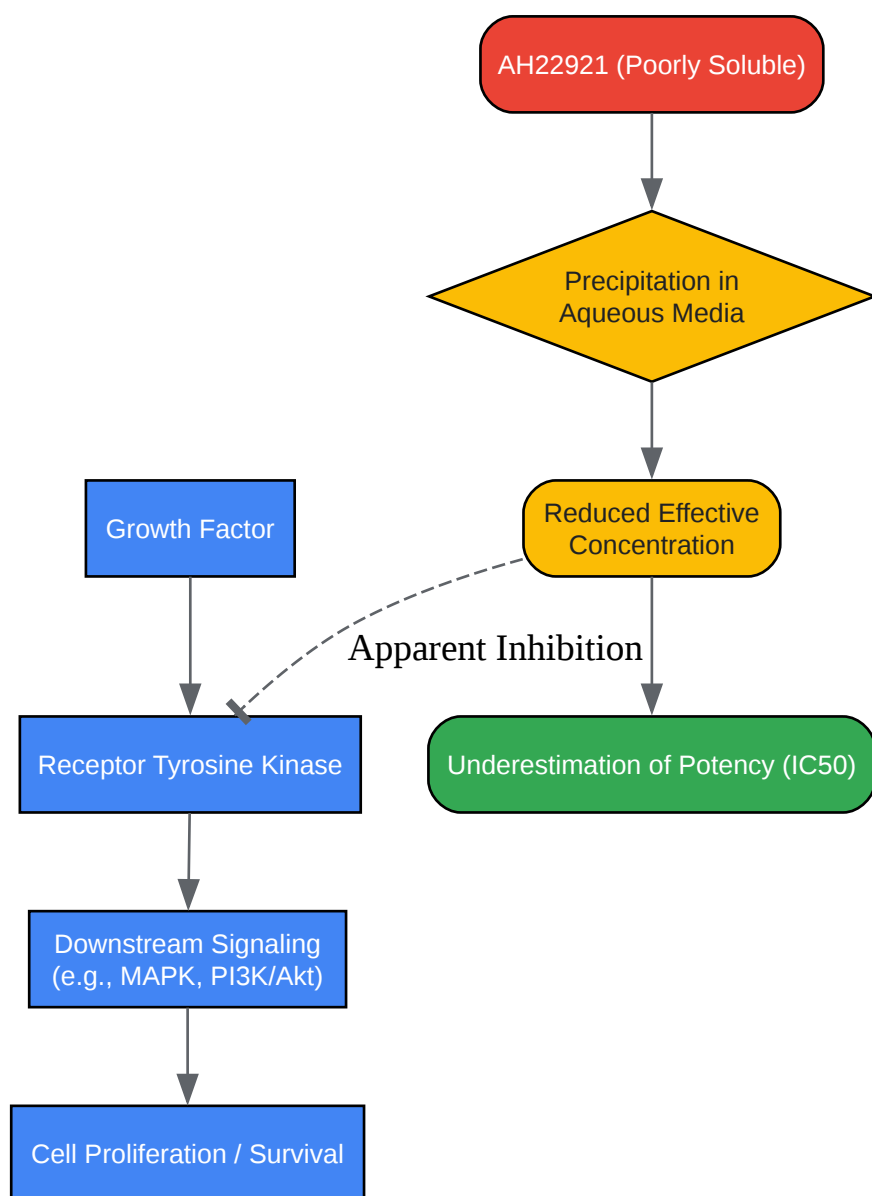 AH22921 (Poorly Soluble)
Precipitation in
Aqueous Media
Growth Factor
Reduced Effective
Concentration
Apparent Inhibition
Receptor Tyrosine Kinase
Underestimation of Potency (IC50)
Downstream Signaling
(e.g., MAPK, PI3K/Akt)
Cell Proliferation / Survival